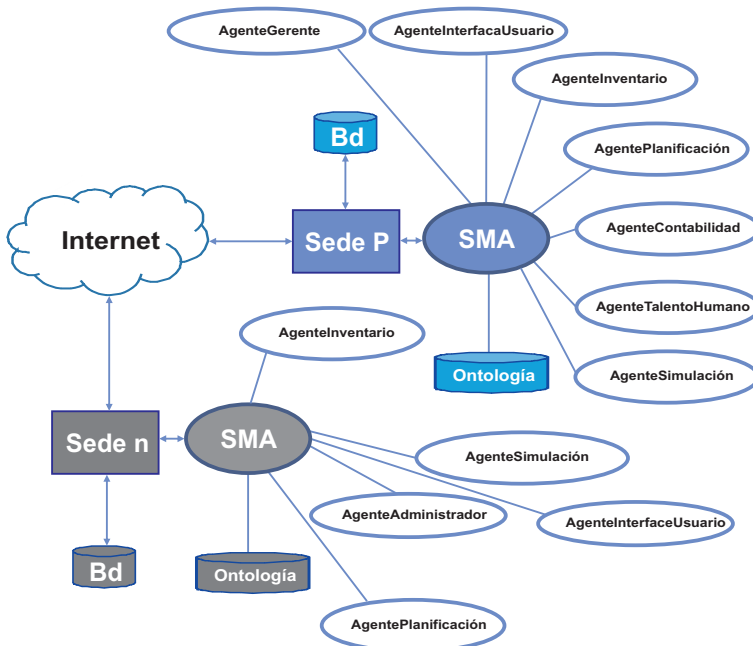 AgenteGerente
AgenteInterfacaUsuario
AgenteInventario
Bd
AgentePlanificación
Internet
Sede P
SMA
AgenteContabilidad
AgenteTalentoHumano
AgenteInventario
Ontología
AgenteSimulación
Sede n
SMA
AgenteSimulación
AgenteAdministrador
AgenteInterfaceUsuario
Bd
Ontología
AgentePlanificación